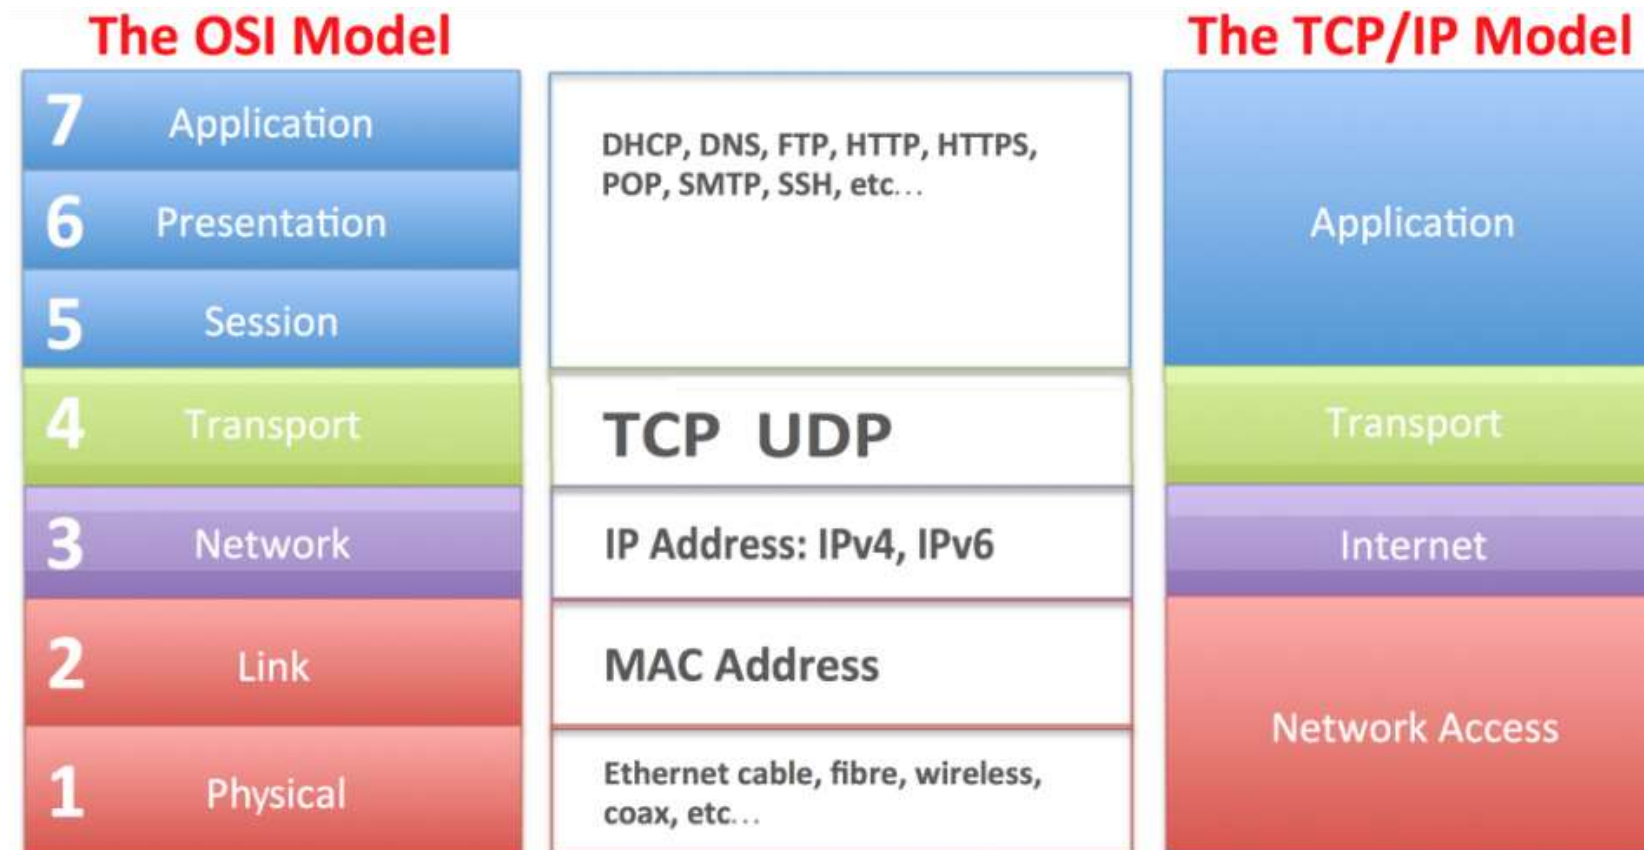 The OSI Model
7 Application
6 Presentation
5 Session
4 Transport
3 Network
2 Link
1 Physical
DHCP, DNS, FTP, HTTP, HTTPS,
POP, SMTP, SSH, etc...
TCP UDP
IP Address: IPv4, IPv6
MAC Address
Ethernet cable, fibre, wireless,
coax, etc...
The TCP/IP Model
Application
Transport
Internet
Network Access